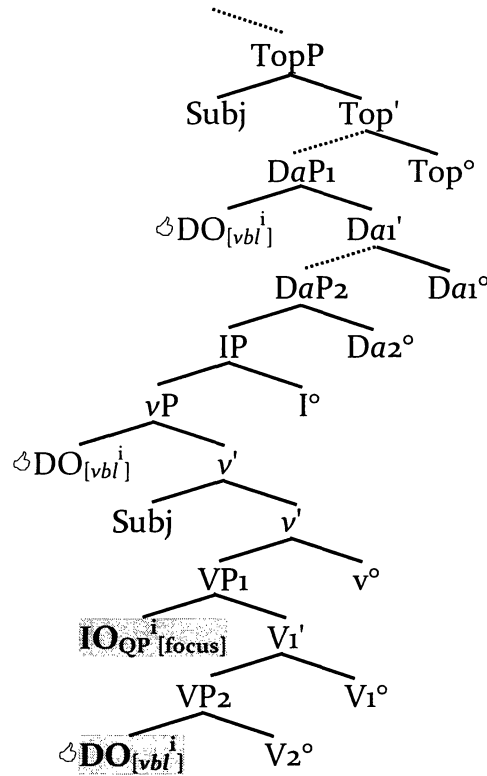 TopP
Subj Top'
DaP1 Top°
👍DO[vbl^i] Da1'
DaP2 Da1°
IP Da2°
vP I°
👍DO[vbl^i] v'
Subj v'
VP1 v°
IO_QP^i[focus] V1'
VP2 V1°
👍DO[vbl^i] V2°